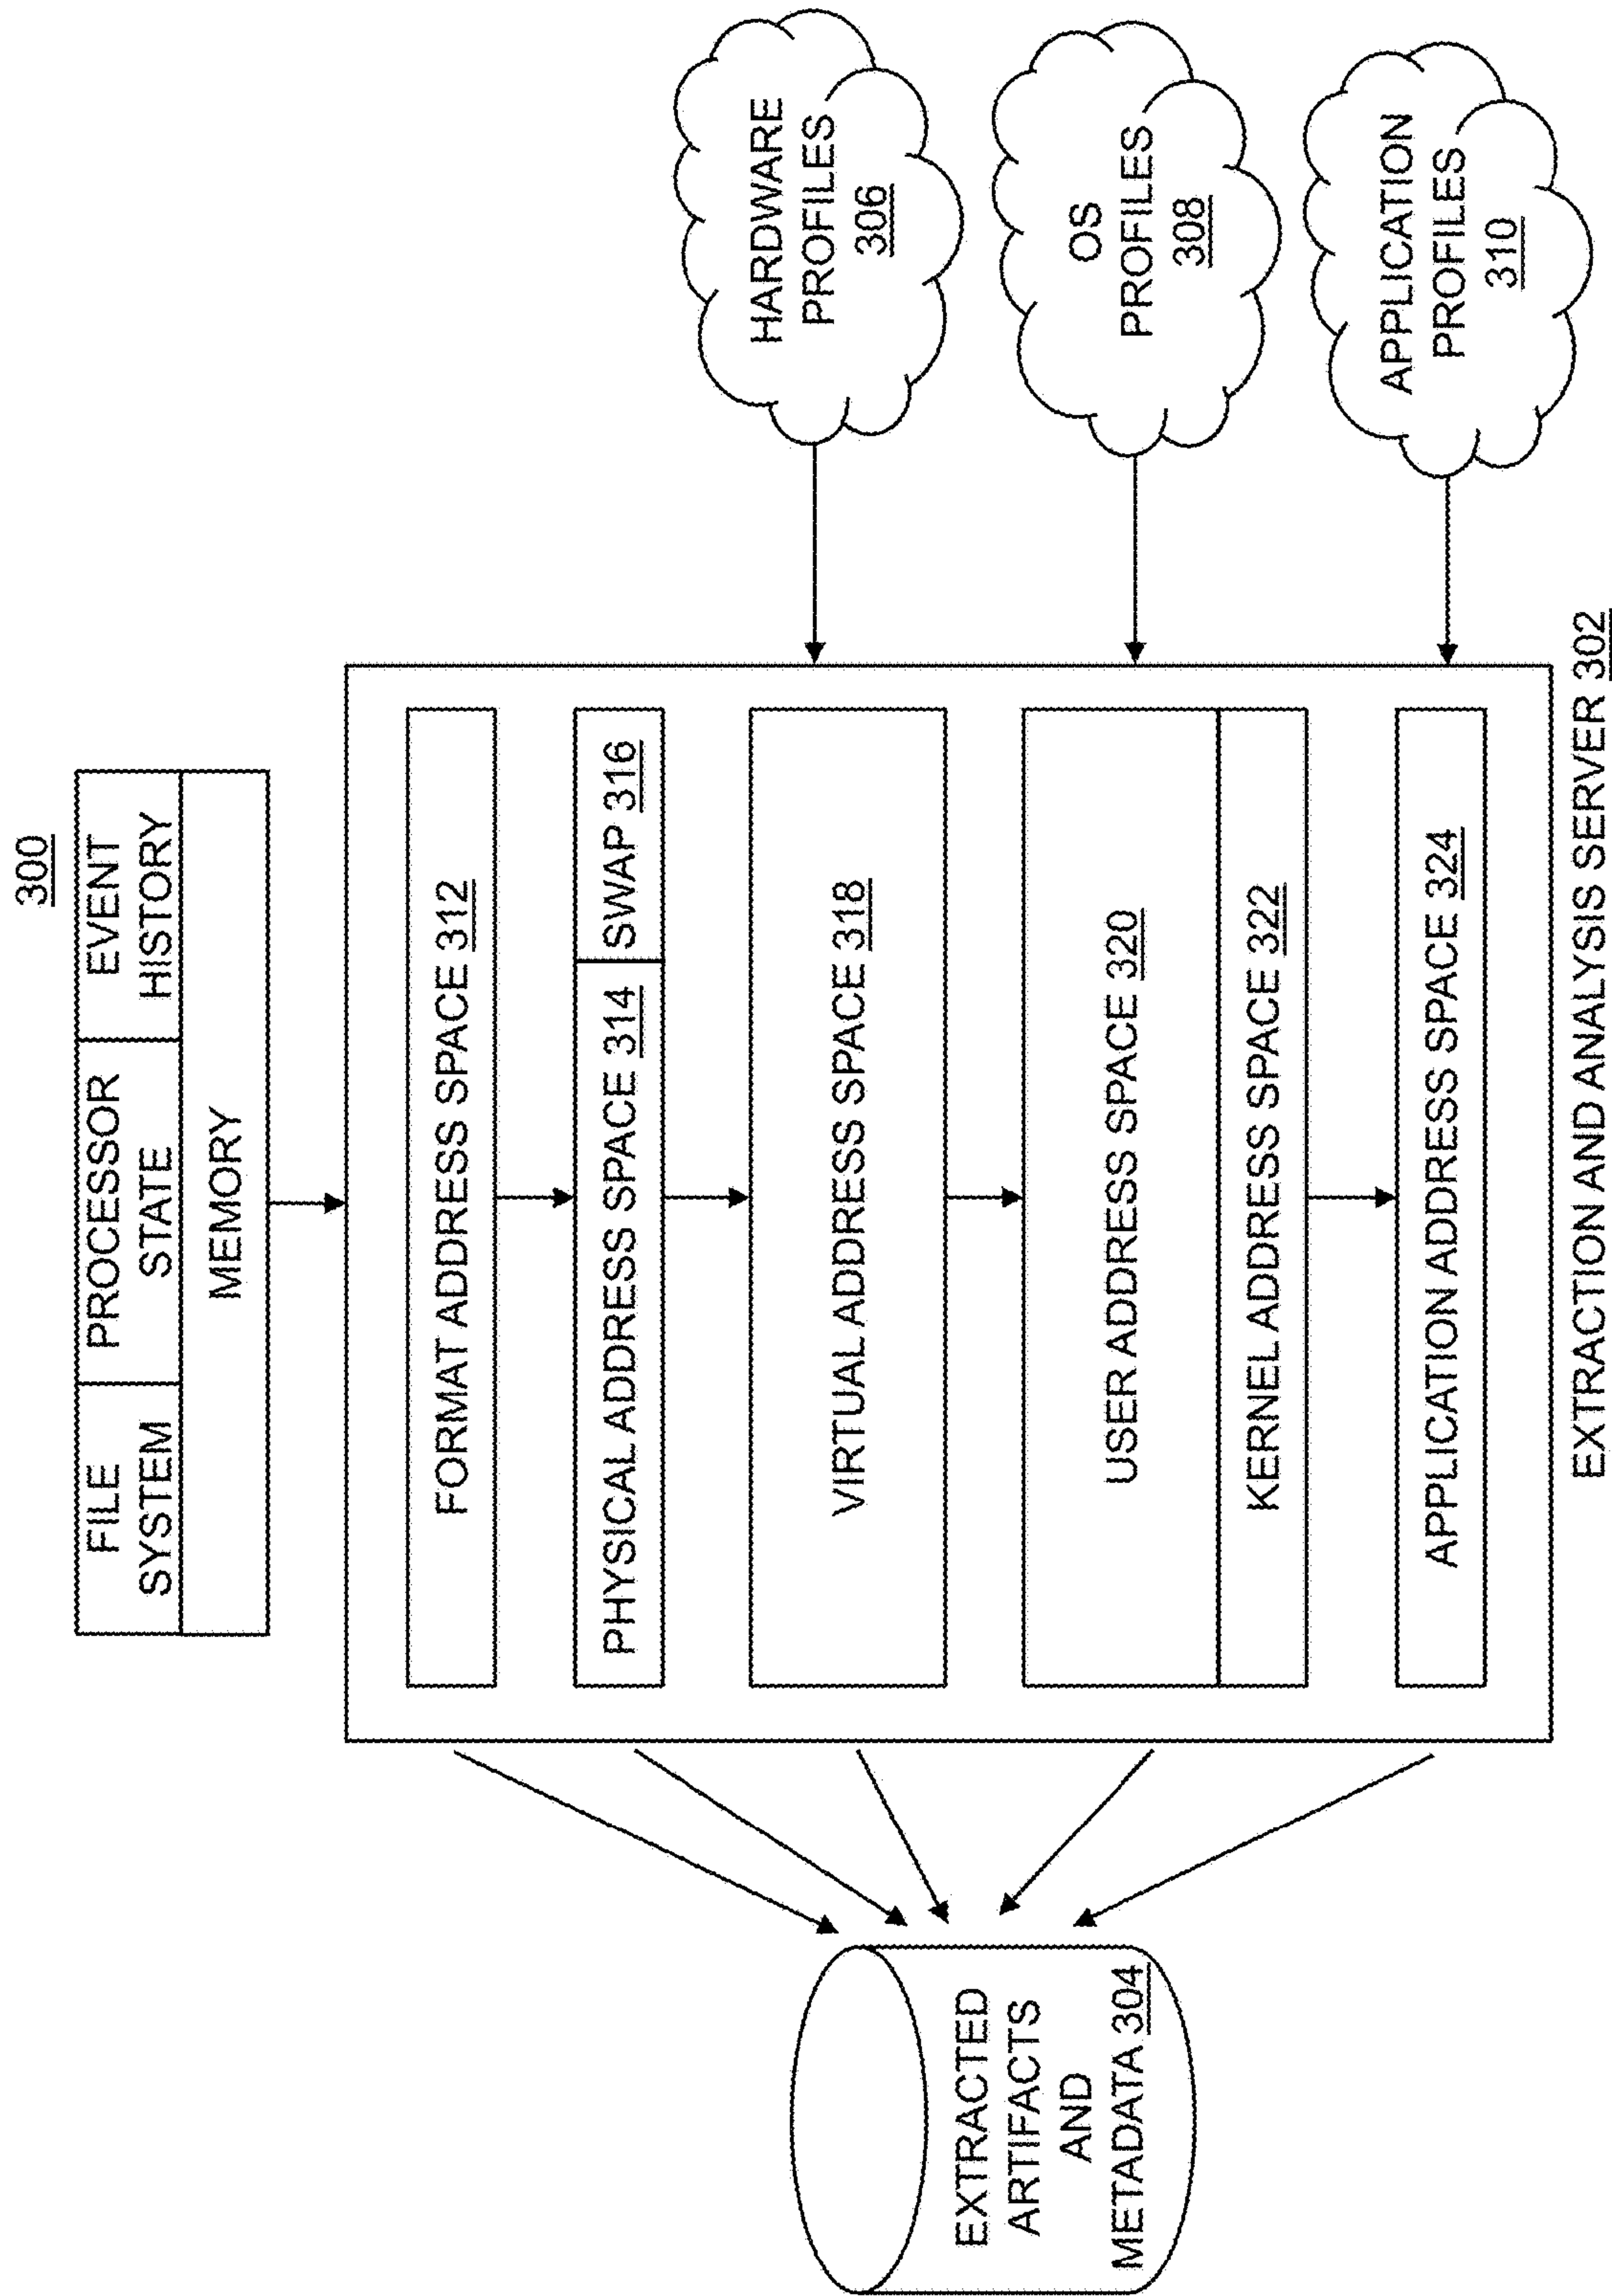 300
FILE
SYSTEM
PROCESSOR
STATE
EVENT
HISTORY
MEMORY
FORMAT ADDRESS SPACE 312
PHYSICAL ADDRESS SPACE 314
SWAP 316
VIRTUAL ADDRESS SPACE 318
USER ADDRESS SPACE 320
KERNEL ADDRESS SPACE 322
APPLICATION ADDRESS SPACE 324
EXTRACTION AND ANALYSIS SERVER 302
EXTRACTED
ARTIFACTS
AND
METADATA 304
HARDWARE
PROFILES
306
OS
PROFILES
308
APPLICATION
PROFILES
310